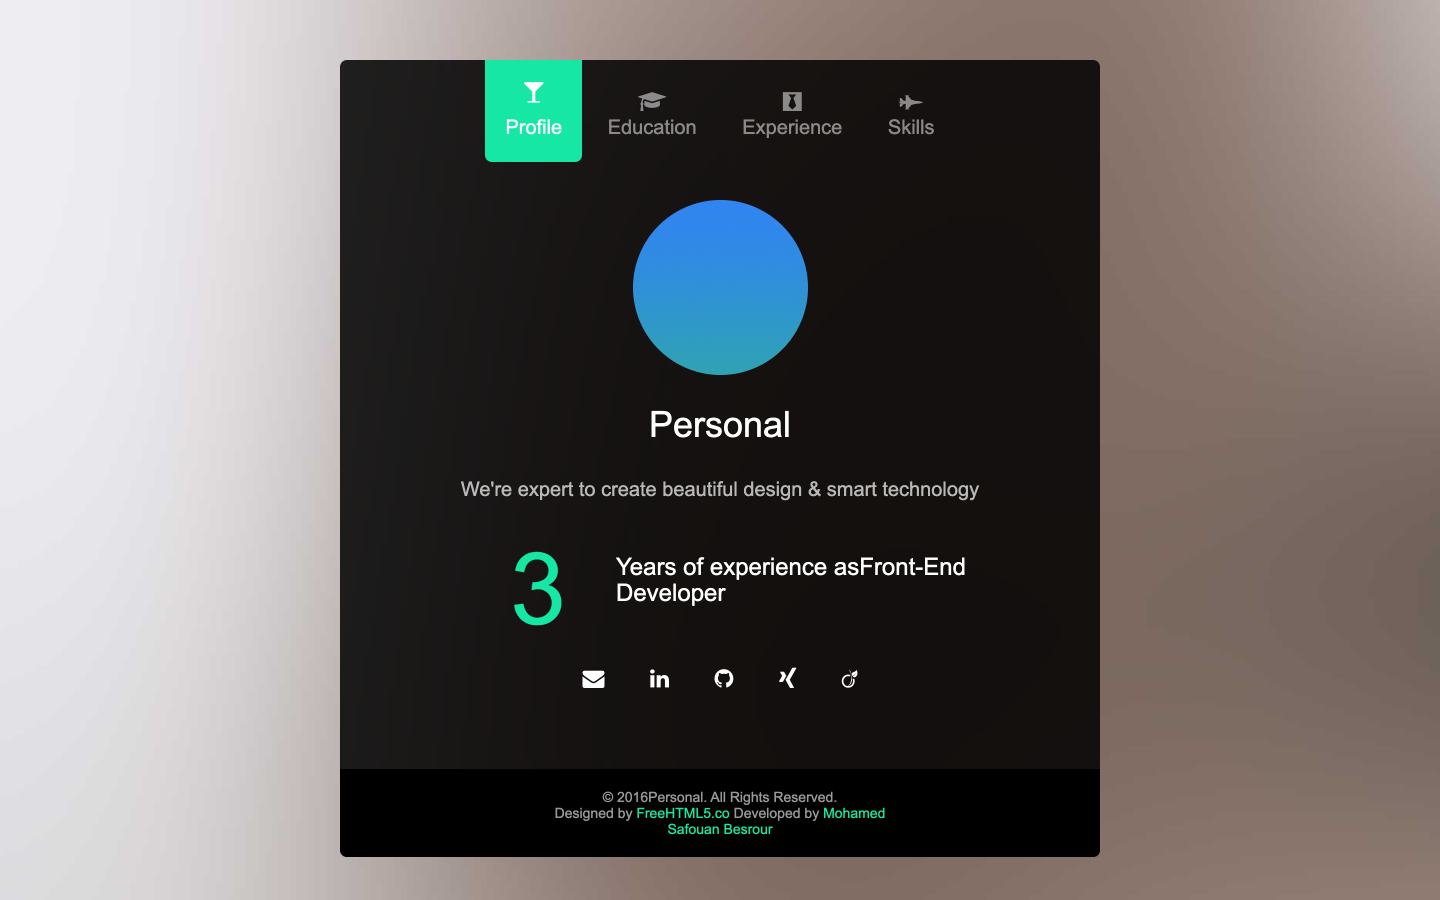 Profile
Education
Experience
Skills
Personal
We're expert to create beautiful design & smart technology
3
Years of experience asFront-End
Developer
© 2016Personal. All Rights Reserved.
Designed by FreeHTML5.co Developed by Mohamed
Safouan Besrour